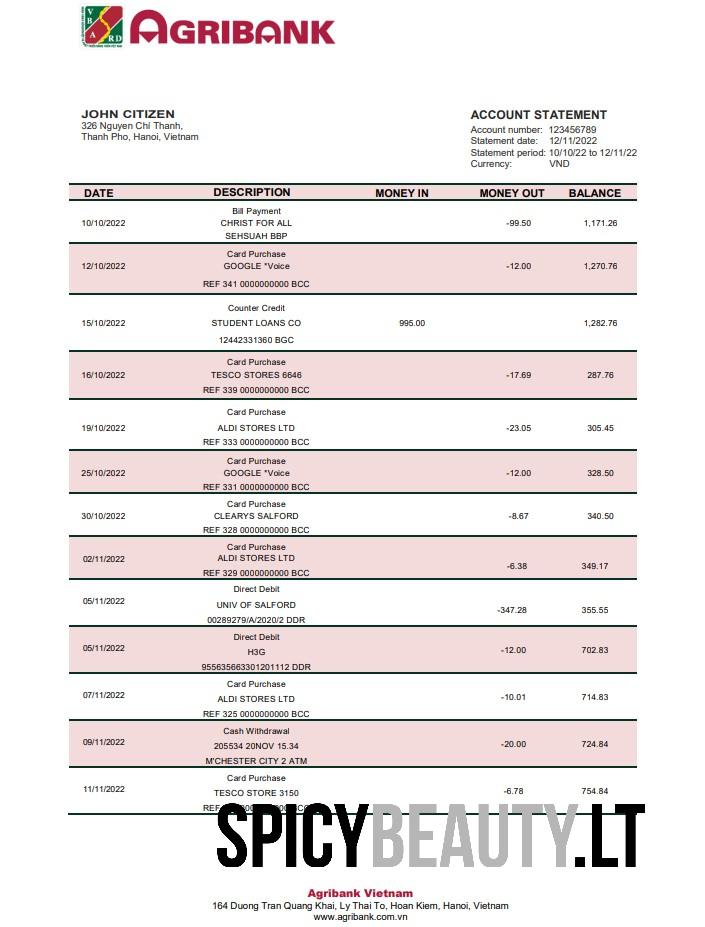 V
B A RD
AGRIBANK
JOHN CITIZEN
326 Nguyen Chí Thanh,
Thanh Pho, Hanoi, Vietnam
ACCOUNT STATEMENT
Account number: 123456789
Statement date: 12/11/2022
Statement period: 10/10/22 to 12/11/22
Currency: VND
DATE DESCRIPTION MONEY IN MONEY OUT BALANCE
Bill Payment
10/10/2022 CHRIST FOR ALL -99.50 1,171.26
SEHSUAH BBP
Card Purchase
12/10/2022 GOOGLE *Voice -12.00 1,270.76
REF 341 0000000000 BCC
Counter Credit
15/10/2022 STUDENT LOANS CO 995.00 1,282.76
12442331360 BGC
Card Purchase
16/10/2022 TESCO STORES 6646 -17.69 287.76
REF 339 0000000000 BCC
Card Purchase
19/10/2022 ALDI STORES LTD -23.05 305.45
REF 333 0000000000 BCC
Card Purchase
25/10/2022 GOOGLE *Voice -12.00 328.50
REF 331 0000000000 BCC
Card Purchase
30/10/2022 CLEARYS SALFORD -8.67 340.50
REF 328 0000000000 BCC
Card Purchase
02/11/2022 ALDI STORES LTD -6.38 349.17
REF 329 0000000000 BCC
Direct Debit
05/11/2022 UNIV OF SALFORD -347.28 355.55
00289279/A/2020/2 DDR
Direct Debit
05/11/2022 H3G -12.00 702.83
955635663301201112 DDR
Card Purchase
07/11/2022 ALDI STORES LTD -10.01 714.83
REF 325 0000000000 BCC
Cash Withdrawal
09/11/2022 205534 20NOV 15.34 -20.00 724.84
M'CHESTER CITY 2 ATM
Card Purchase
11/11/2022 TESCO STORE 3150 -6.78 754.84
REF
SPICYBEAUTY.LT
Agribank Vietnam
164 Duong Tran Quang Khai, Ly Thai To, Hoan Kiem, Hanoi, Vietnam
www.agribank.com.vn